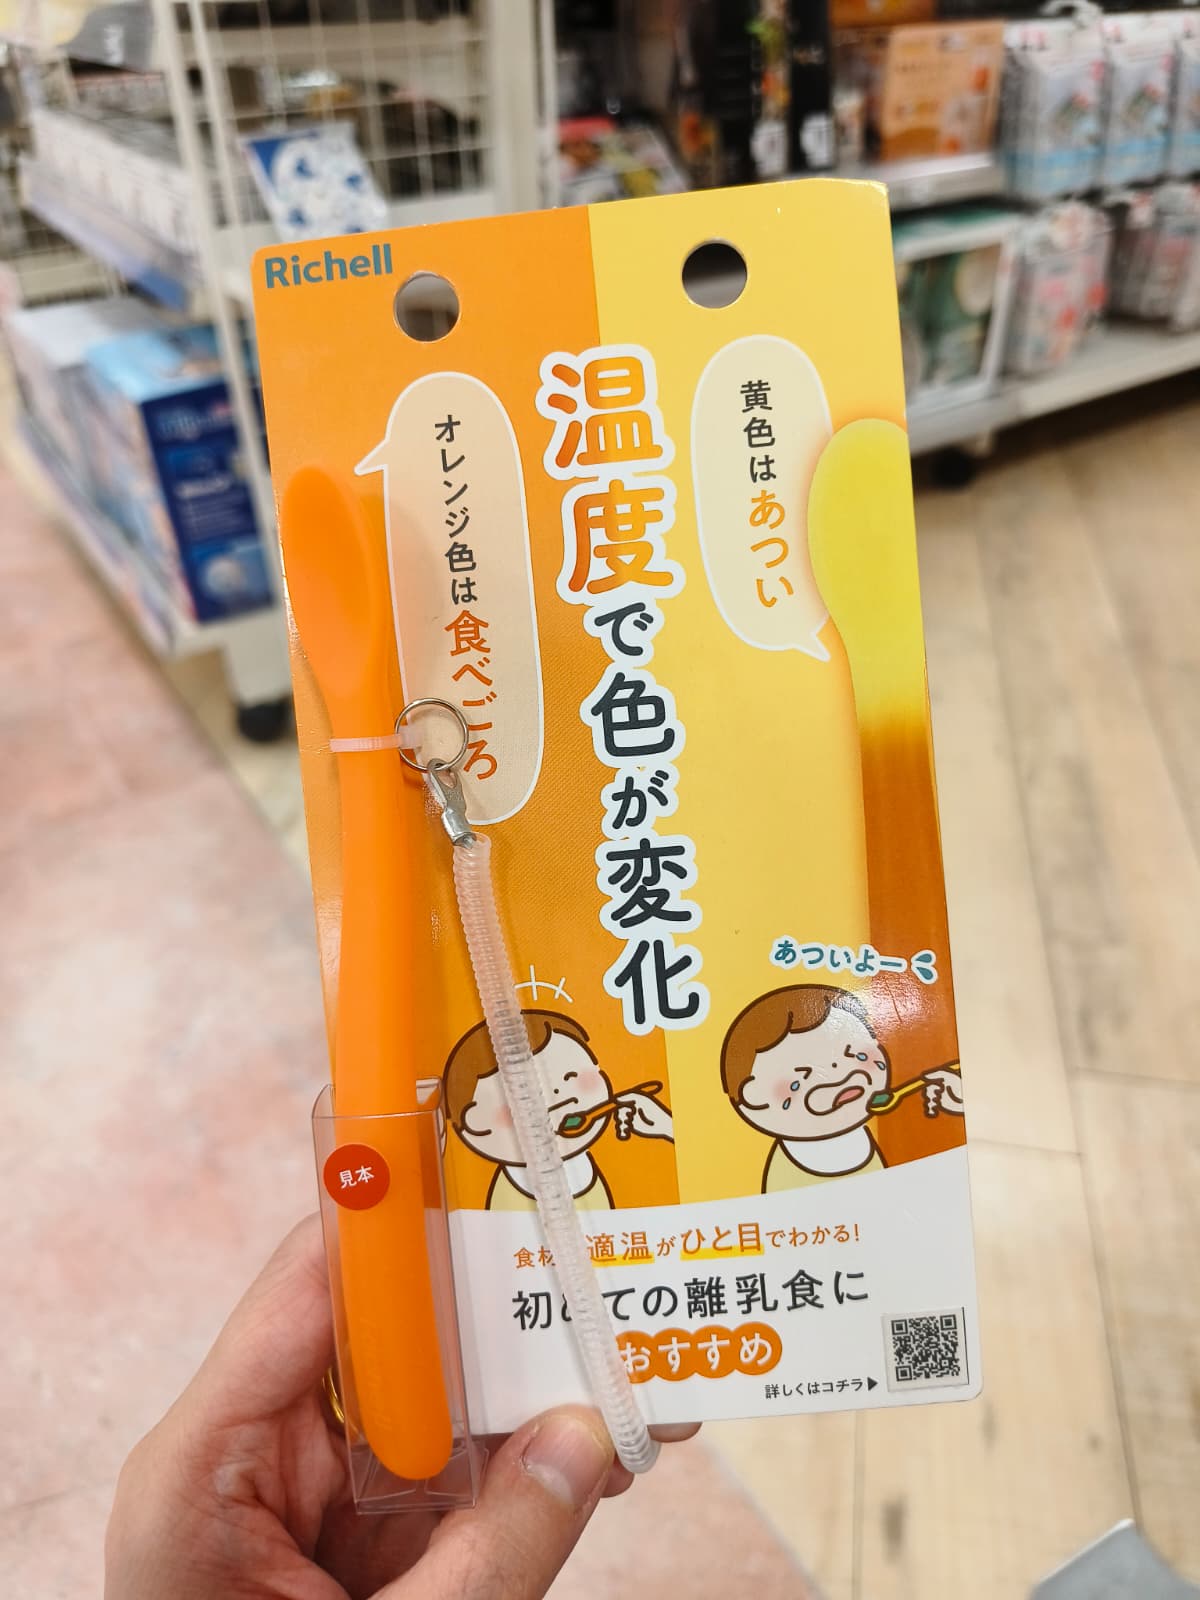 Richell
温度で色が変化
オレンジ色は食べごろ
黄色はあつい
あついよー
見本
食材 適温がひと目でわかる!
初めての離乳食に
おすすめ
詳しくはコチラ▶